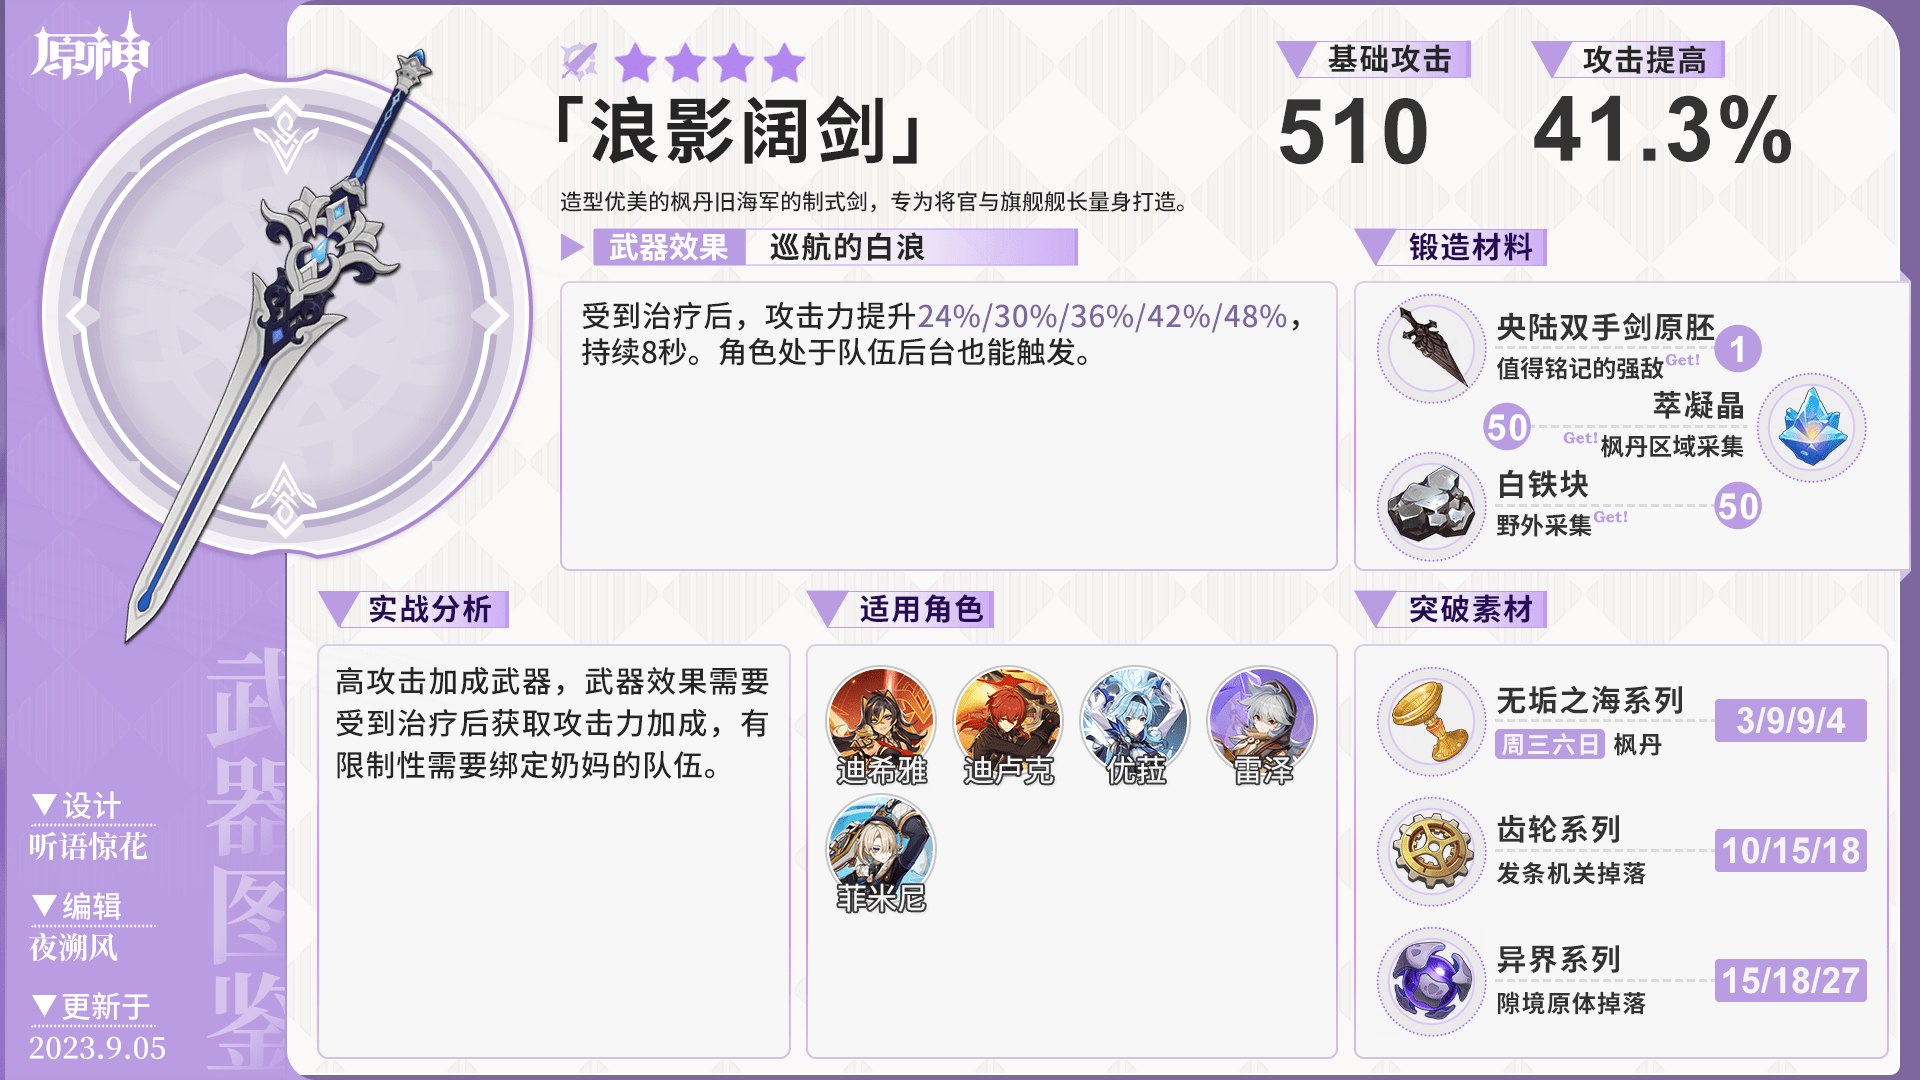 原神
「浪影阔剑」
造型优美的枫丹旧海军的制式剑，专为将官与旗舰舰长量身打造。
基础攻击
510
攻击提高
41.3%
武器效果
巡航的白浪
受到治疗后，攻击力提升24%/30%/36%/42%/48%，
持续8秒。角色处于队伍后台也能触发。
锻造材料
央陆双手剑原胚
1
值得铭记的强敌Get!
萃凝晶
50
Get!枫丹区域采集
白铁块
50
野外采集Get!
实战分析
高攻击加成武器，武器效果需要
受到治疗后获取攻击力加成，有
限制性需要绑定奶妈的队伍。
适用角色
迪希雅
迪卢克
优菈
雷泽
菲米尼
突破素材
无垢之海系列
3/9/9/4
周三六日 枫丹
齿轮系列
10/15/18
发条机关掉落
异界系列
15/18/27
隙境原体掉落
武器图鉴
▼设计
听语惊花
▼编辑
夜溯风
▼更新于
2023.9.05